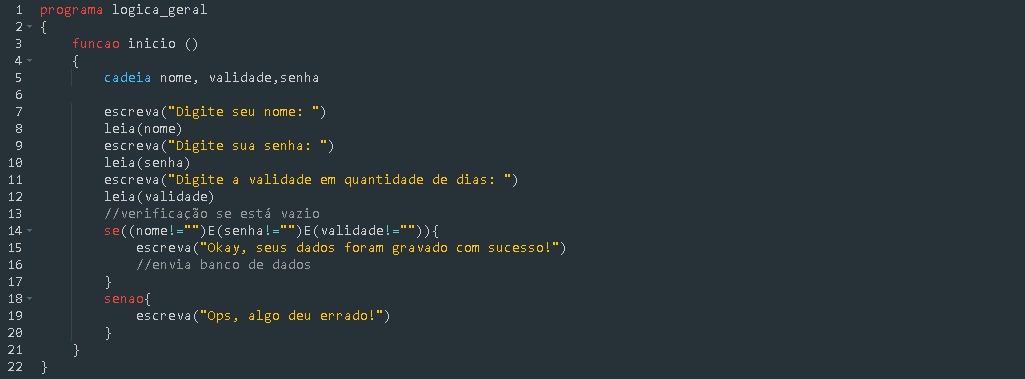 1 programa logica_geral
2 {
3     funcao inicio ()
4     {
5         cadeia nome, validade,senha
6
7         escreva("Digite seu nome: ")
8         leia(nome)
9         escreva("Digite sua senha: ")
10         leia(senha)
11         escreva("Digite a validade em quantidade de dias: ")
12         leia(validade)
13         //verificação se está vazio
14         se((nome!="")E(senha!="")E(validade!="")){
15             escreva("Okay, seus dados foram gravado com sucesso!")
16             //envia banco de dados
17         }
18         senao{
19             escreva("Ops, algo deu errado!")
20         }
21     }
22 }